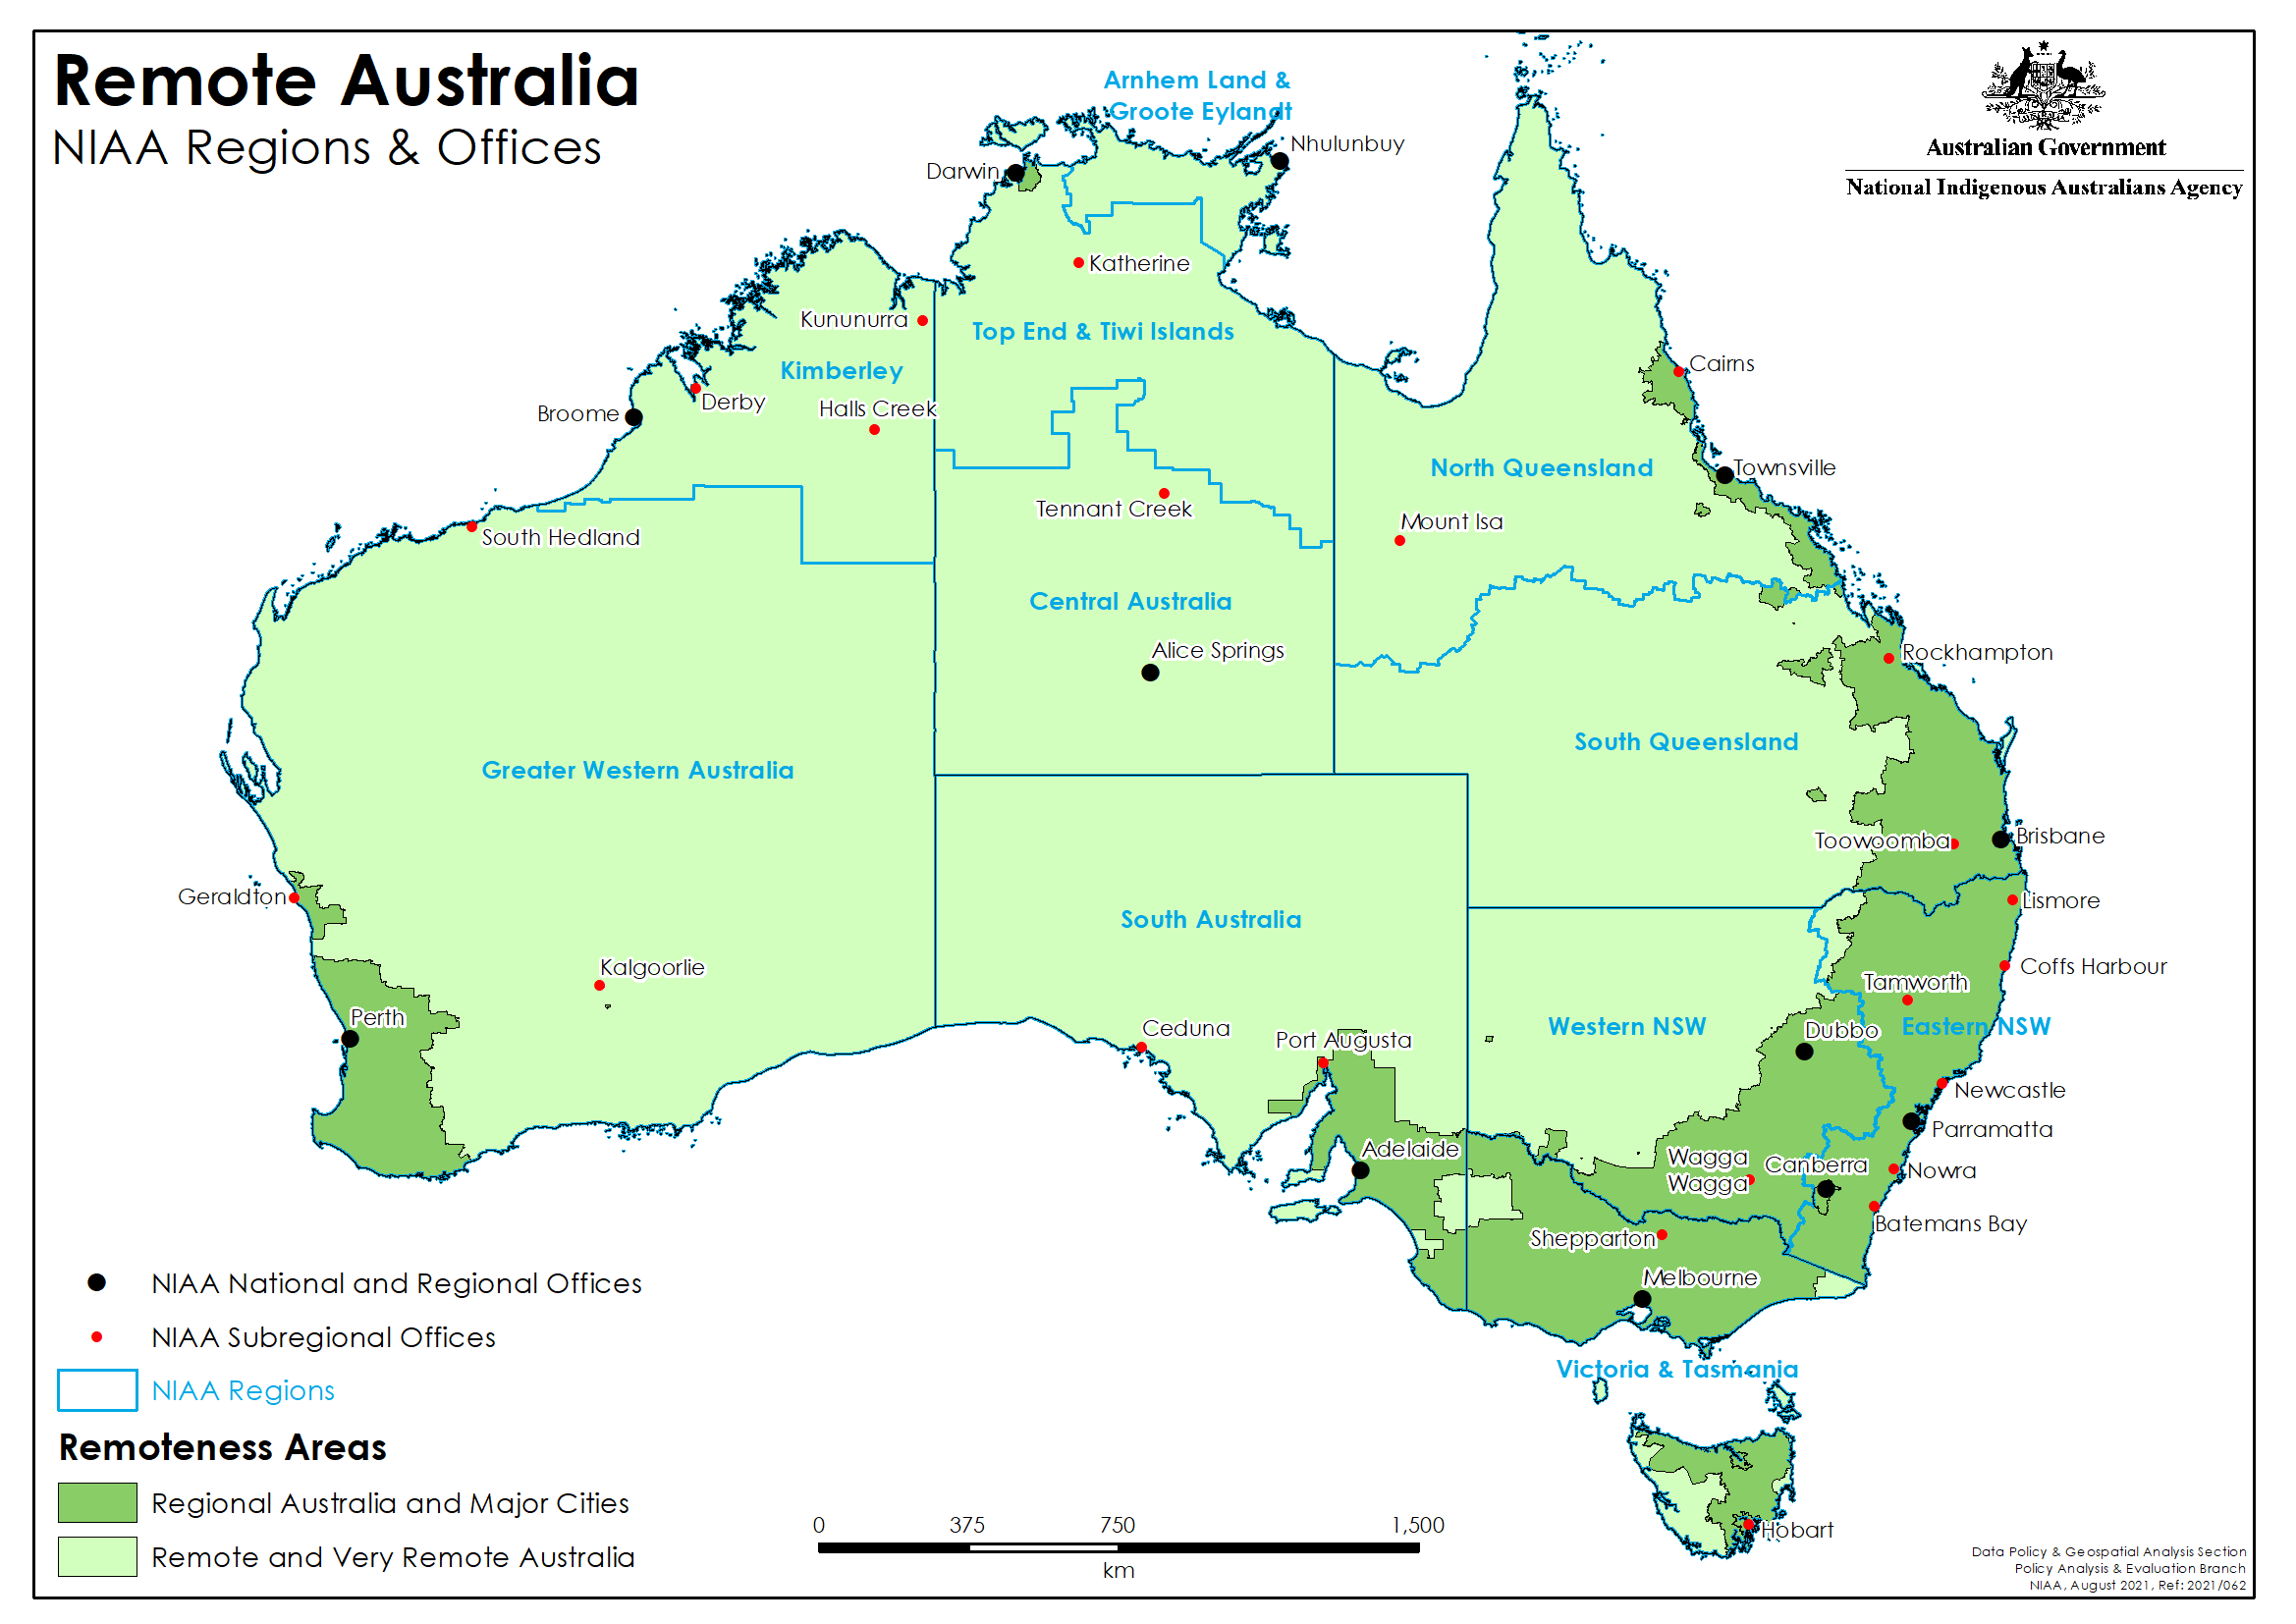 Remote Australia
NIAA Regions & Offices
Australian Government
National Indigenous Australians Agency
Arnhem Land &
Groote Eylandt
Nhulunbuy
Darwin
Katherine
Kununurra
Top End & Tiwi Islands
Kimberley
Cairns
Derby
Halls Creek
Broome
North Queensland
Townsville
Tennant Creek
Mount Isa
South Hedland
Central Australia
Alice Springs
Rockhampton
South Queensland
Greater Western Australia
Toowoomba
Brisbane
Geraldton
Lismore
South Australia
Kalgoorlie
Coffs Harbour
Tamworth
Perth
Ceduna
Western NSW
Dubbo
Eastern NSW
Port Augusta
Newcastle
Parramatta
Adelaide
Wagga
Wagga
Canberra
Nowra
Batemans Bay
Shepparton
Melbourne
Victoria & Tasmania
Hobart
NIAA National and Regional Offices
NIAA Subregional Offices
NIAA Regions
Remoteness Areas
Regional Australia and Major Cities
Remote and Very Remote Australia
0 375 750 1,500
km
Data Policy & Geospatial Analysis Section
Policy Analysis & Evaluation Branch
NIAA, August 2021, Ref: 2021/062